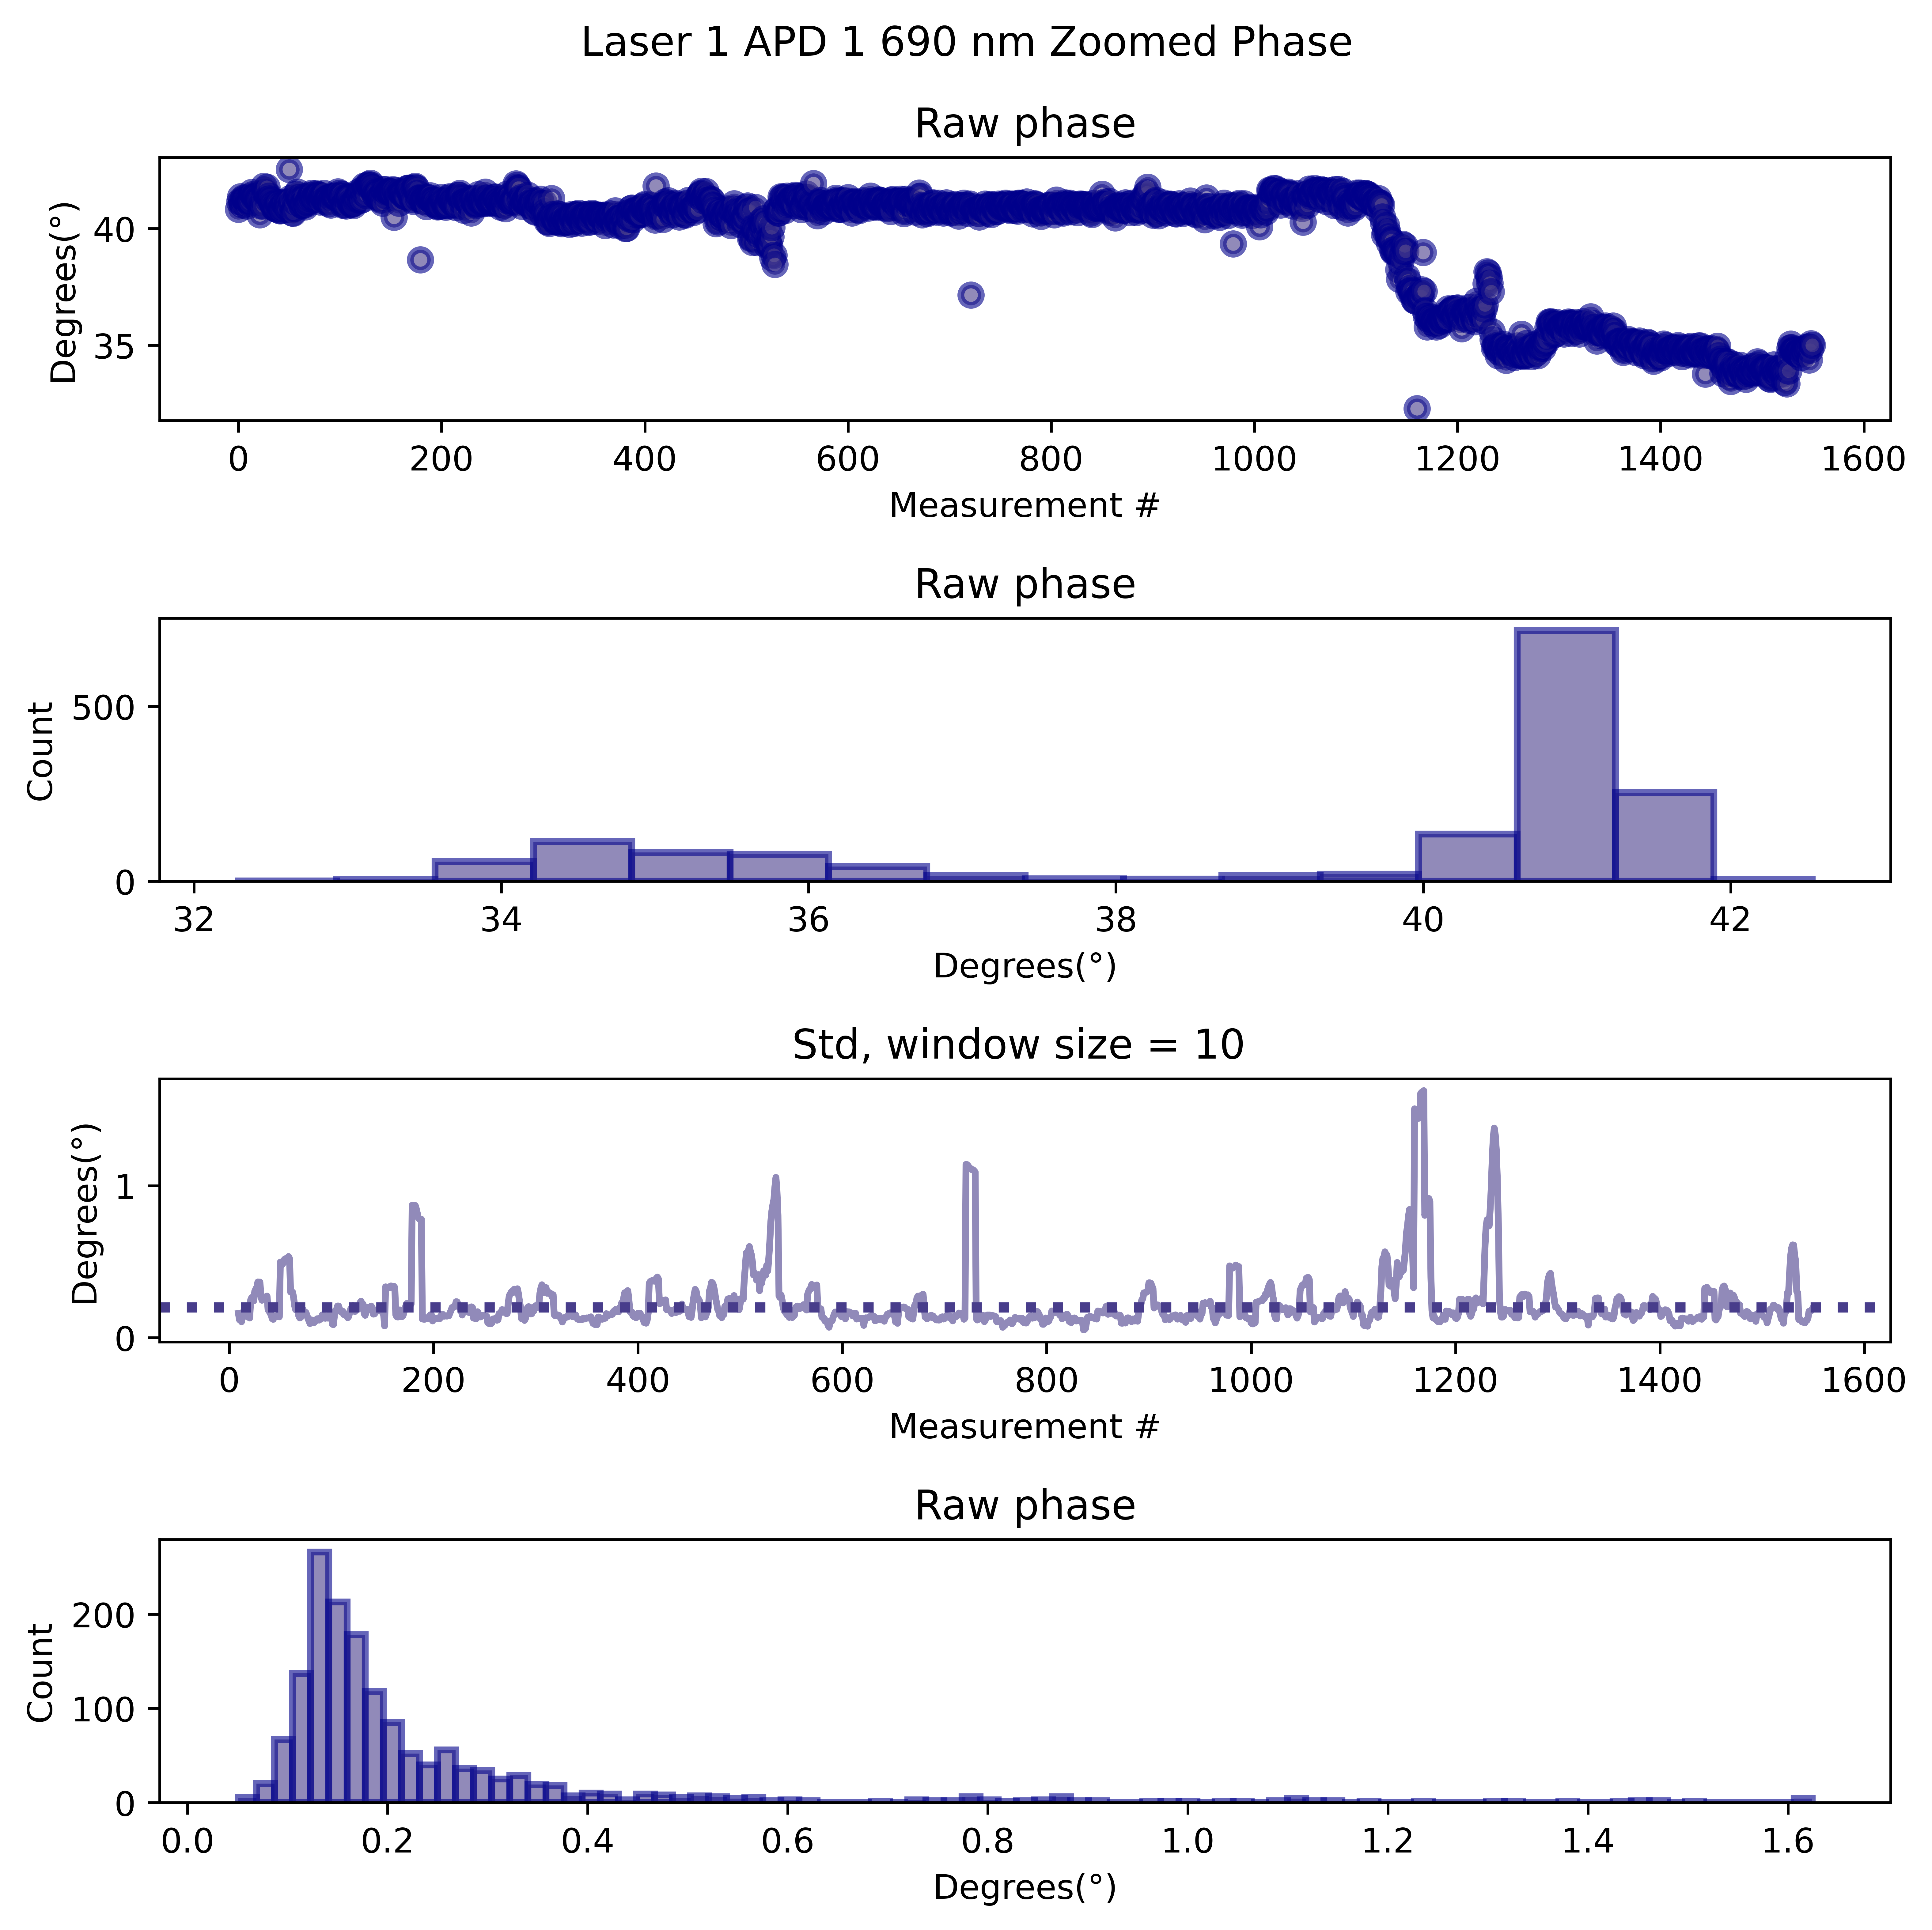 Laser 1 APD 1 690 nm Zoomed Phase
Raw phase
Degrees(°)
40
35
0 200 400 600 800 1000 1200 1400 1600
Measurement #
Raw phase
Count
500
0
32 34 36 38 40 42
Degrees(°)
Std, window size = 10
Degrees(°)
1
0
0 200 400 600 800 1000 1200 1400 1600
Measurement #
Raw phase
Count
200
100
0
0.0 0.2 0.4 0.6 0.8 1.0 1.2 1.4 1.6
Degrees(°)